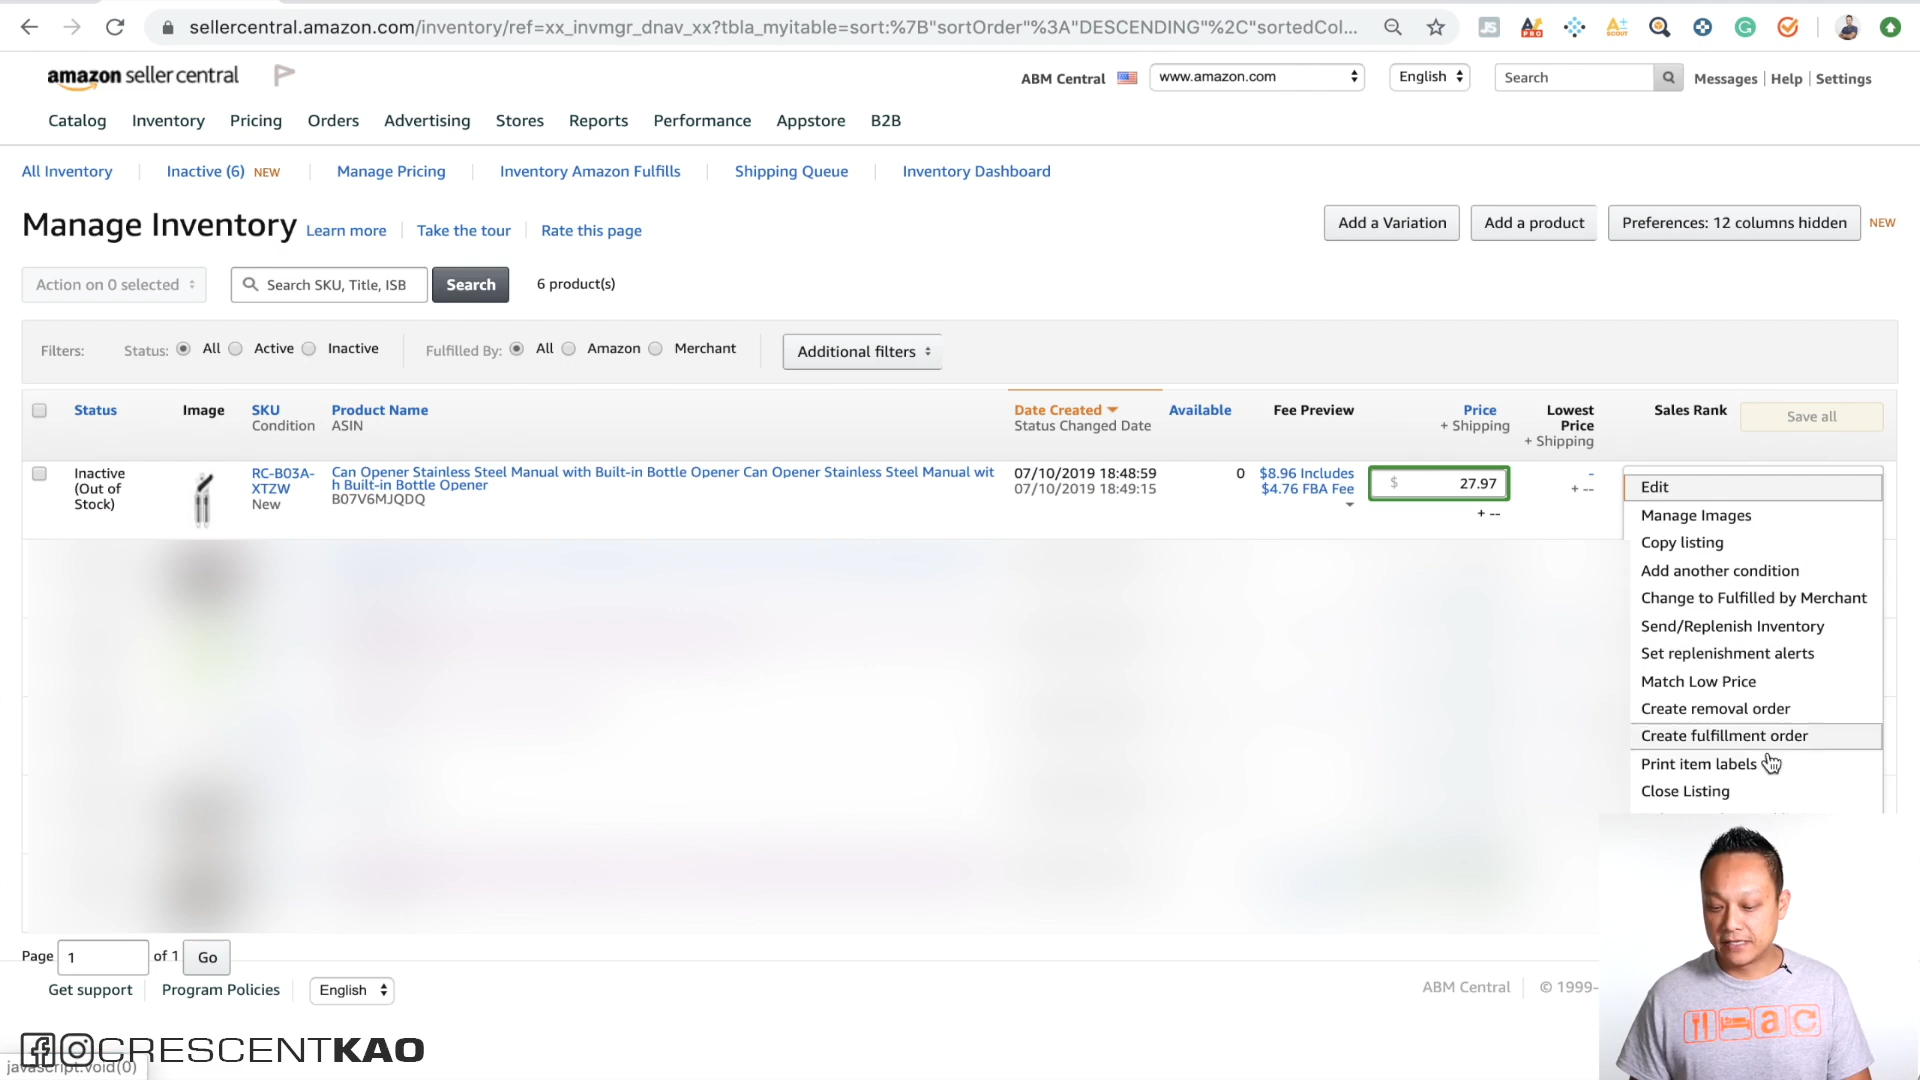 sellercentral.amazon.com/inventory/ref=xx_invmgr_dnav_xx?tbla_myitable=sort:%7B"sortOrder"%3A"DESCENDING"%2C"sortedCol...
amazon seller central
ABM Central
www.amazon.com
English
Search
Messages | Help | Settings
Catalog Inventory Pricing Orders Advertising Stores Reports Performance Appstore B2B
All Inventory Inactive (6) NEW Manage Pricing Inventory Amazon Fulfills Shipping Queue Inventory Dashboard
Manage Inventory Learn more Take the tour Rate this page
Add a Variation
Add a product
Preferences: 12 columns hidden NEW
Action on 0 selected
Search SKU, Title, ISB
Search
6 product(s)
Filters: Status: All Active Inactive Fulfilled By: All Amazon Merchant Additional filters
Status
Image
SKU
Condition
Product Name
ASIN
Date Created
Status Changed Date
Available
Fee Preview
Price
+ Shipping
Lowest
Price
+ Shipping
Sales Rank
Save all
Inactive
(Out of
Stock)
RC-B03A-
XTZW
New
Can Opener Stainless Steel Manual with Built-in Bottle Opener Can Opener Stainless Steel Manual wit
h Built-in Bottle Opener
B07V6MJQDQ
07/10/2019 18:48:59
07/10/2019 18:49:15
0
$8.96 Includes
$4.76 FBA Fee
$ 27.97
+ --
-
+ --
Edit
Manage Images
Copy listing
Add another condition
Change to Fulfilled by Merchant
Send/Replenish Inventory
Set replenishment alerts
Match Low Price
Create removal order
Create fulfillment order
Print item labels
Close Listing
Page 1 of 1 Go
Get support Program Policies English
ABM Central © 1999-
CRESCENTKAO
javascript:void(0)